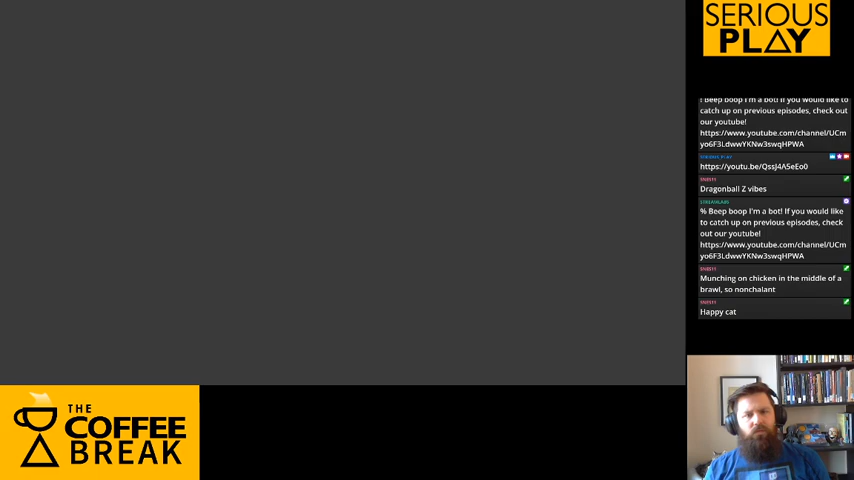 SERIOUS
PLAY
! Beep boop I'm a bot! If you would like to
catch up on previous episodes, check out
our youtube!
https://www.youtube.com/channel/UCm
yo6F3LdwwYKNw3swqHPWA
SERIOUS_PLAY
https://youtu.be/QssJ4A5eEo0
Dragonball Z vibes
STREAMLABS
% Beep boop I'm a bot! If you would like
to catch up on previous episodes, check
out our youtube!
https://www.youtube.com/channel/UCm
yo6F3LdwwYKNw3swqHPWA
Munching on chicken in the middle of a
brawl, so nonchalant
Happy cat
THE
COFFEE
BREAK